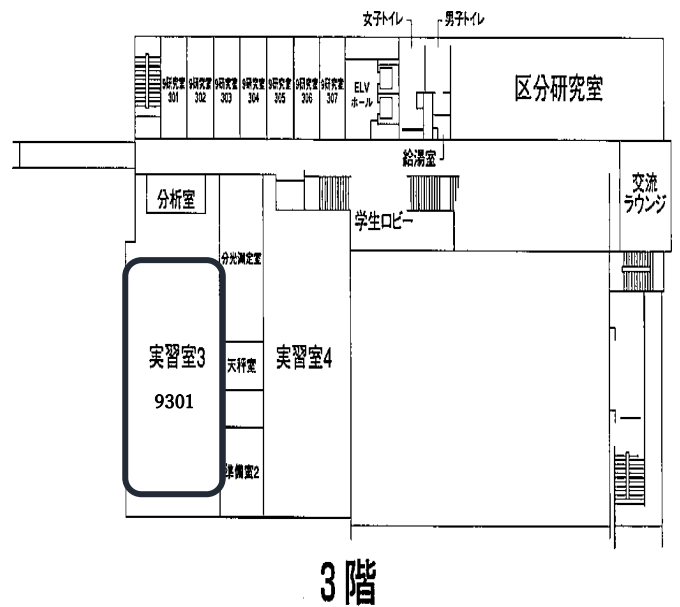 女子トイレ
男子トイレ
9研究室
301
9研究室
302
9研究室
303
9研究室
304
9研究室
305
9研究室
306
9研究室
307
ELV
ホール
区分研究室
給湯室
分析室
学生ロビー
交流
ラウンジ
分光測定室
実習室3
9301
天秤室
実習室4
準備室2
3階